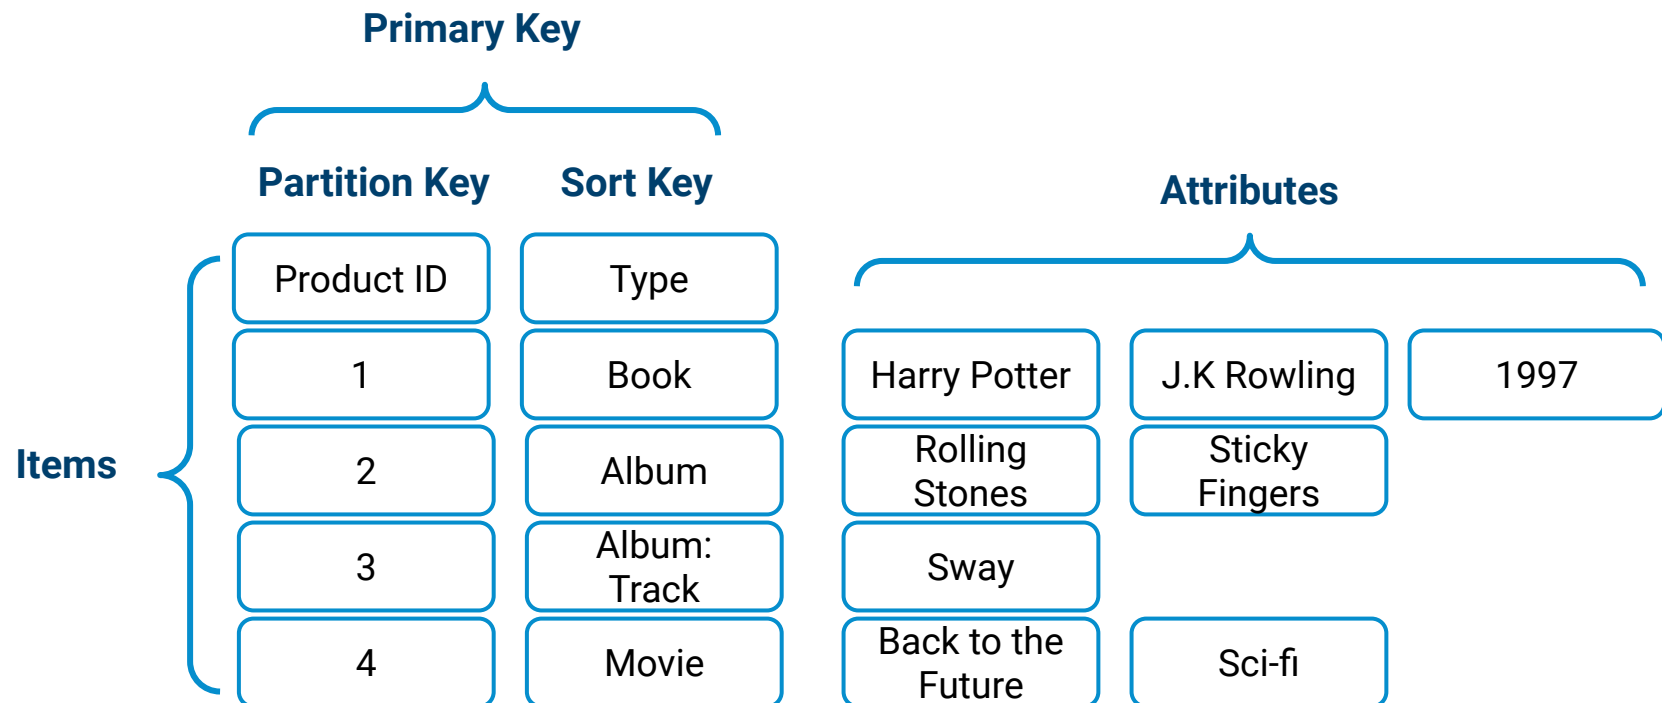 Primary Key
Partition Key
Sort Key
Attributes
Product ID
Type
1
Book
Harry Potter
J.K Rowling
1997
Items
2
Album
Rolling
Stones
Sticky
Fingers
3
Album:
Track
Sway
4
Movie
Back to the
Future
Sci-fi